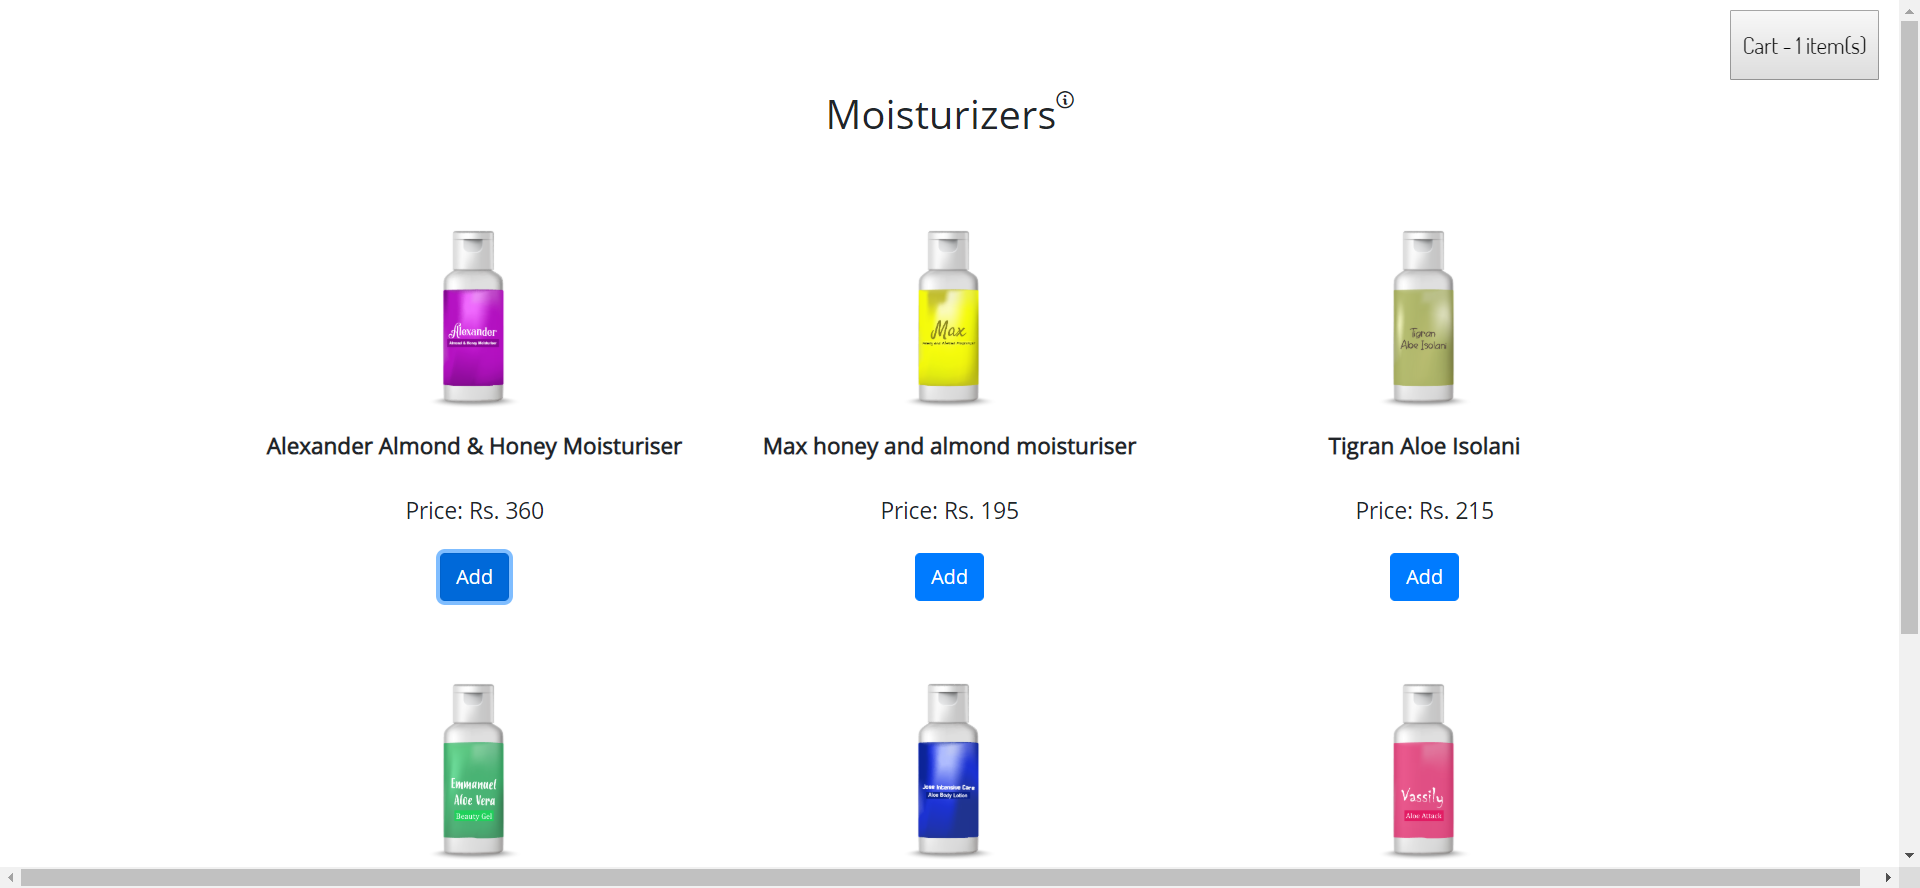 Cart - 1 item(s)
Moisturizers
Alexander
Almond & Honey Moisturiser
Max
Honey and Almond Moisturiser
Tigran
Aloe Isolani
Alexander Almond & Honey Moisturiser
Max honey and almond moisturiser
Tigran Aloe Isolani
Price: Rs. 360
Price: Rs. 195
Price: Rs. 215
Add
Add
Add
Emmanuel
Aloe Vera
Beauty Gel
Jose Intensive Care
Aloe Body Lotion
Vassily
Aloe Attack